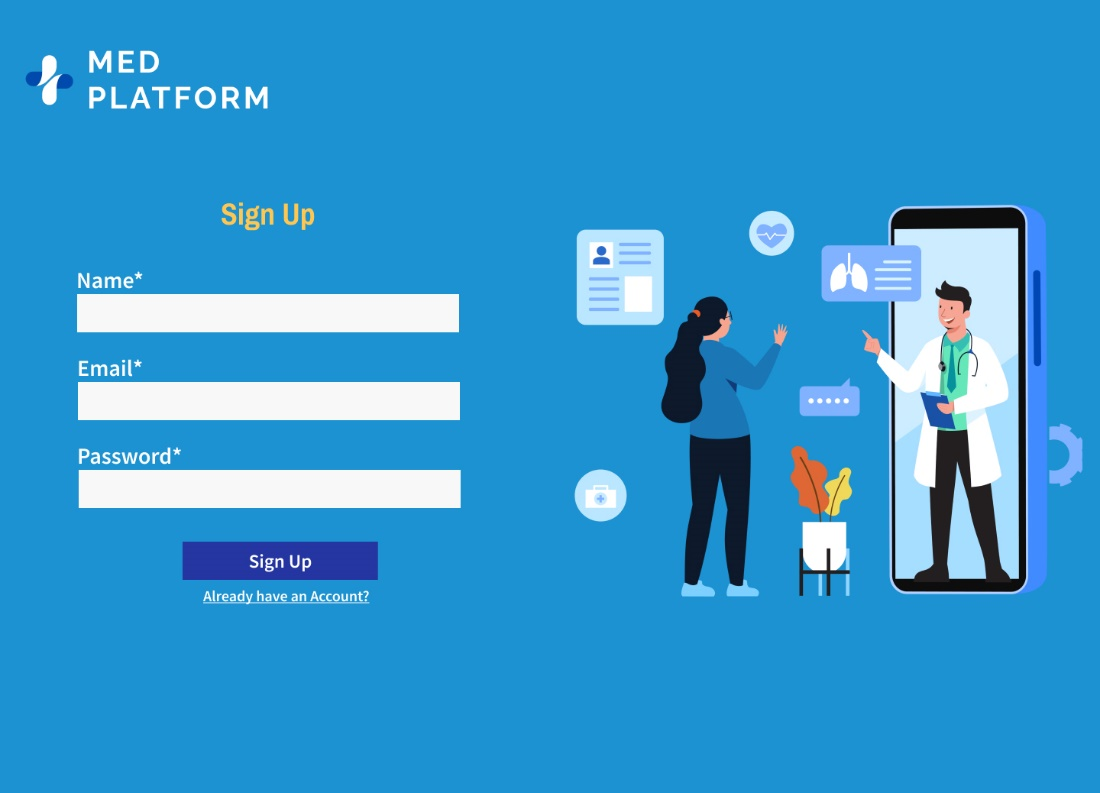 MED
PLATFORM
Sign Up
Name*
Email*
Password*
Sign Up
Already have an Account?